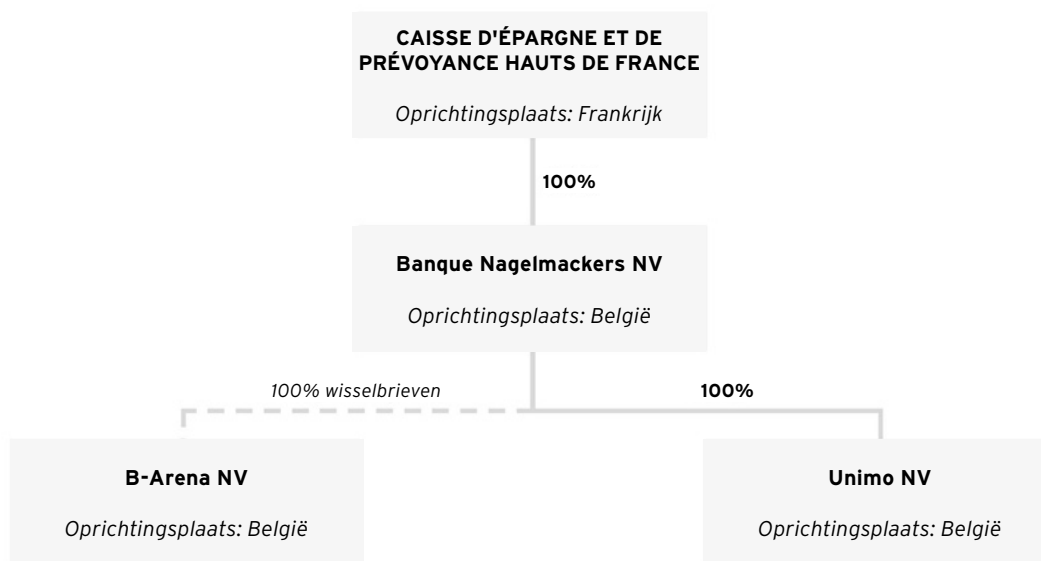 CAISSE D'ÉPARGNE ET DE
PRÉVOYANCE HAUTS DE FRANCE
Oprichtingsplaats: Frankrijk
100%
Banque Nagelmackers NV
Oprichtingsplaats: België
100% wisselbrieven
100%
B-Arena NV
Oprichtingsplaats: België
Unimo NV
Oprichtingsplaats: België